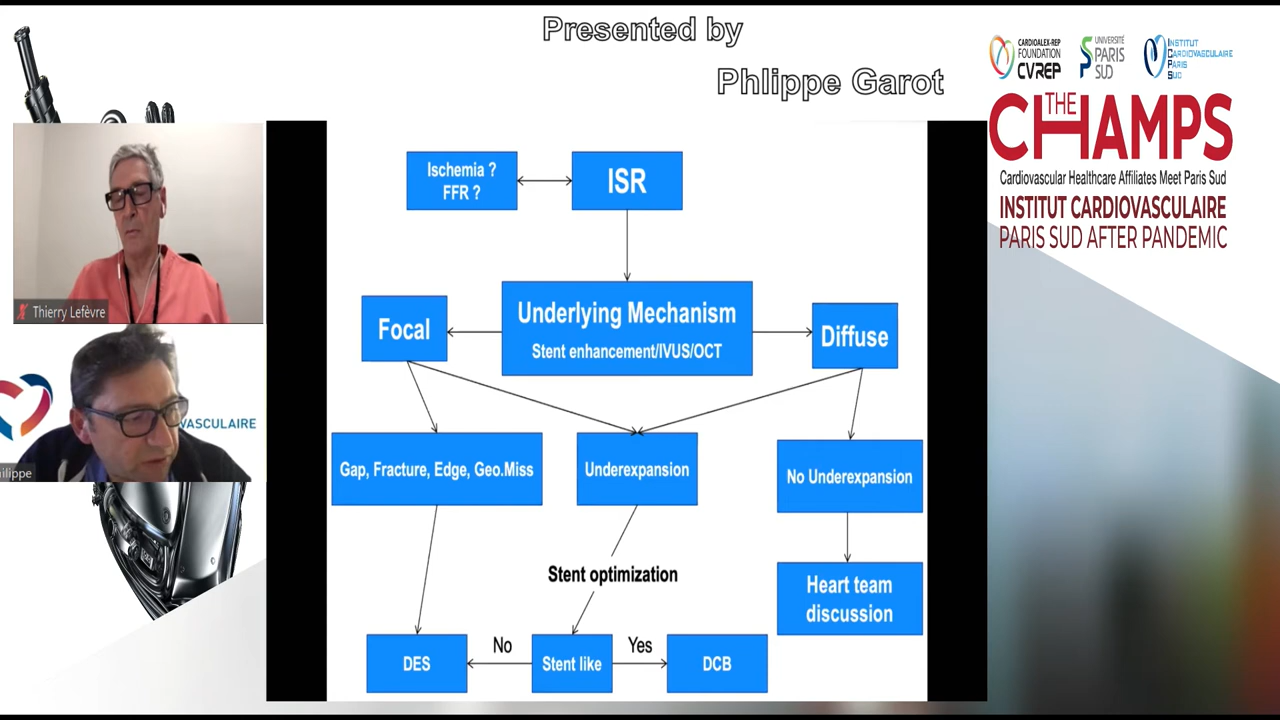 Presented by
Phlippe Garot
CARDIOALEX-REP
FOUNDATION
CVREP
UNIVERSITÉ
PARIS
SUD
INSTITUT
CARDIOVASCULAIRE
PARIS
SUD
THE
CHAMPS
Cardiovascular Healthcare Affiliates Meet Paris Sud
INSTITUT CARDIOVASCULAIRE
PARIS SUD AFTER PANDEMIC
Thierry Lefèvre
VASCULAIRE
ilippe
Ischemia ?
FFR ?
ISR
Underlying Mechanism
Stent enhancement/IVUS/OCT
Focal
Diffuse
Gap, Fracture, Edge, Geo.Miss
Underexpansion
No Underexpansion
Stent optimization
Heart team
discussion
DES
No
Stent like
Yes
DCB